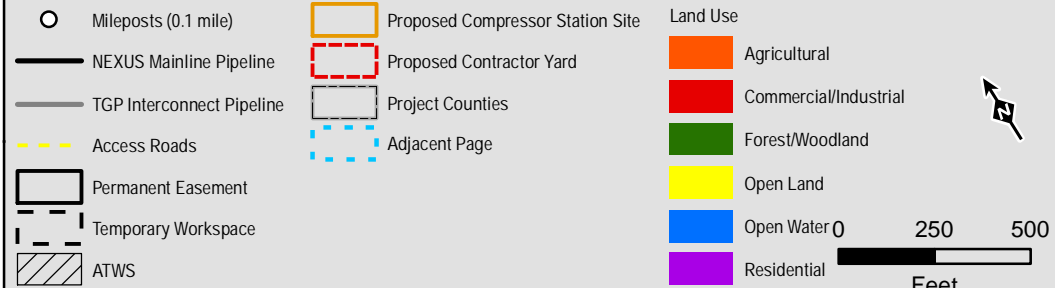 Mileposts (0.1 mile)
NEXUS Mainline Pipeline
TGP Interconnect Pipeline
Access Roads
Permanent Easement
Temporary Workspace
ATWS
Proposed Compressor Station Site
Proposed Contractor Yard
Project Counties
Adjacent Page
Land Use
Agricultural
Commercial/Industrial
Forest/Woodland
Open Land
Open Water
Residential
N
0 250 500
Feet